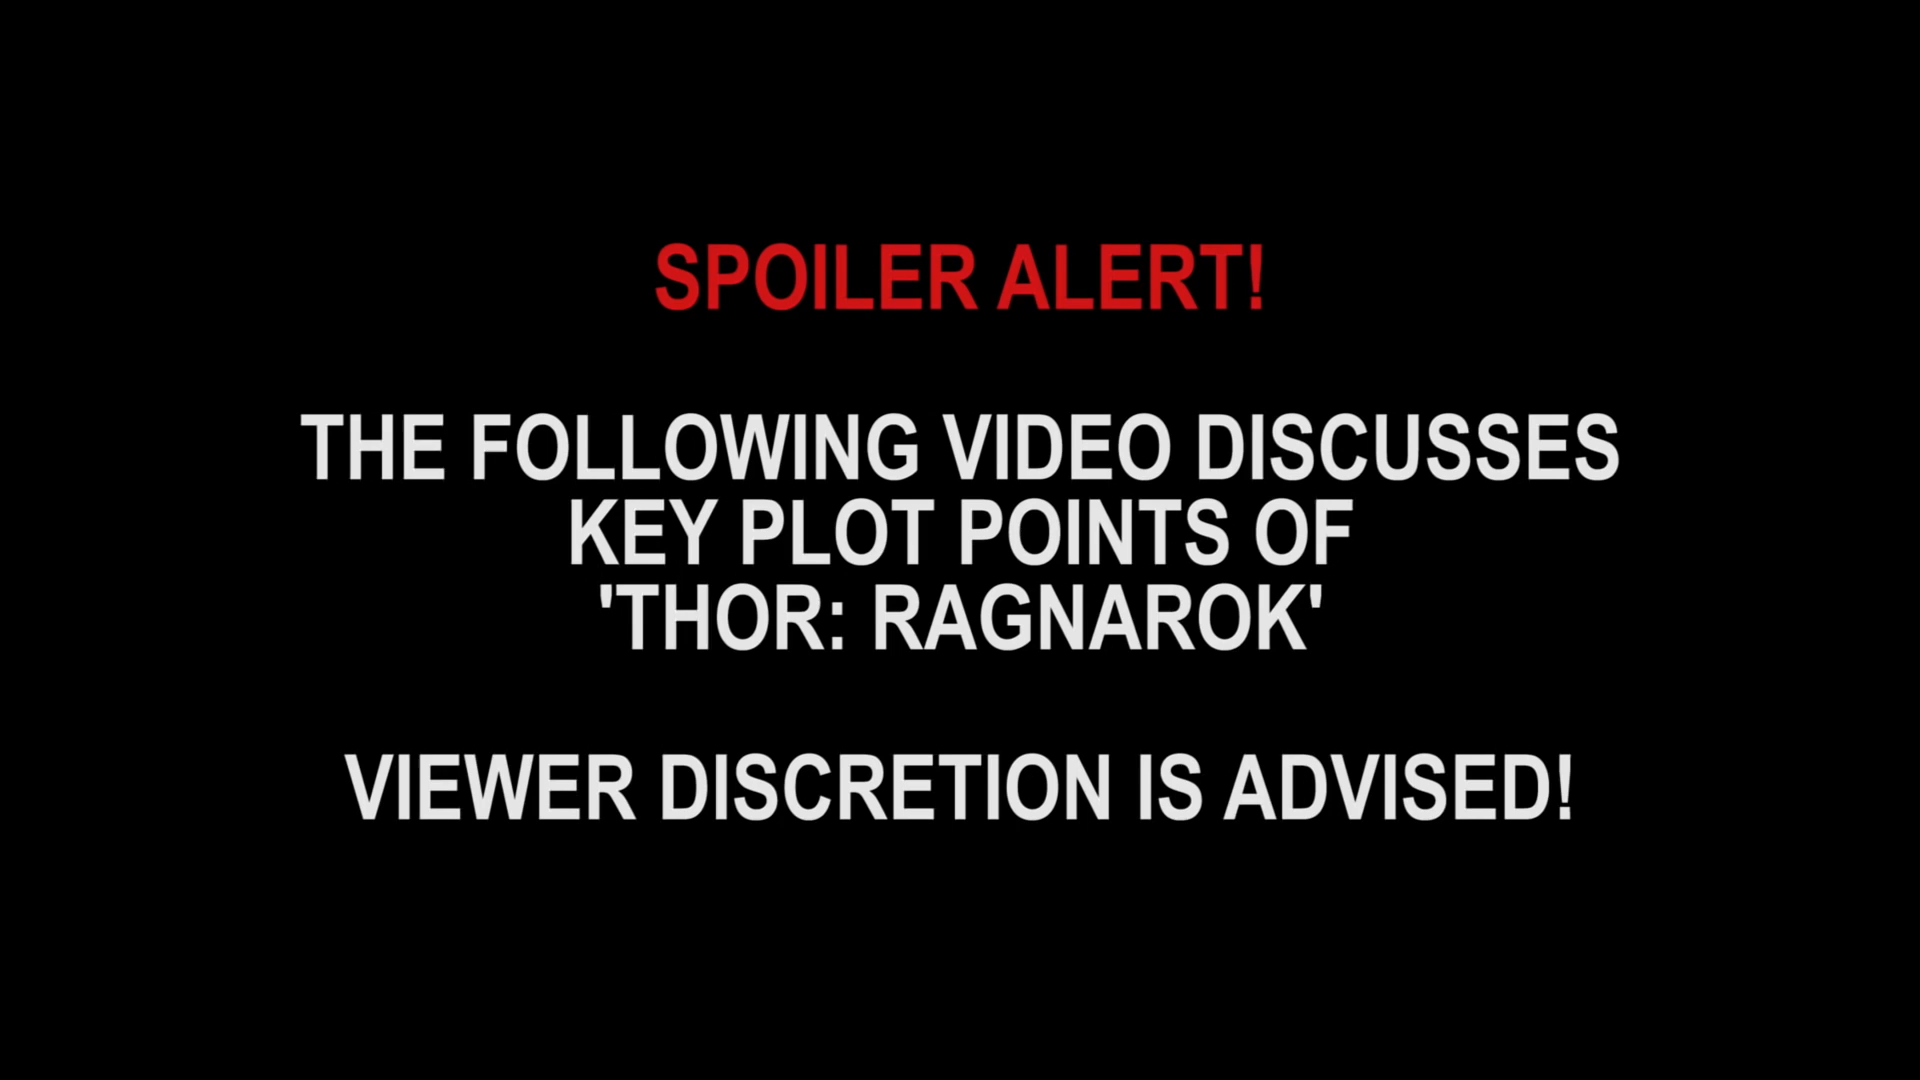 SPOILER ALERT!
THE FOLLOWING VIDEO DISCUSSES
KEY PLOT POINTS OF
'THOR: RAGNAROK'
VIEWER DISCRETION IS ADVISED!